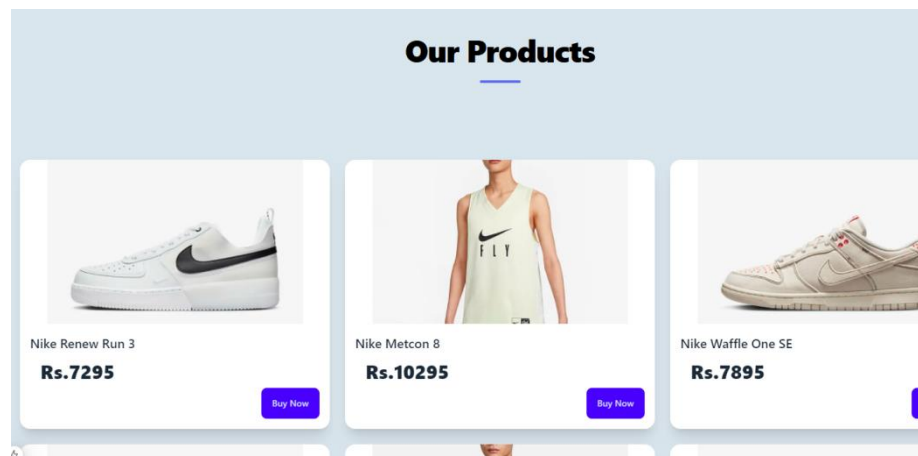 Our Products
FLY
Nike Renew Run 3
Nike Metcon 8
Nike Waffle One SE
Rs.7295
Rs.10295
Rs.7895
Buy Now
Buy Now